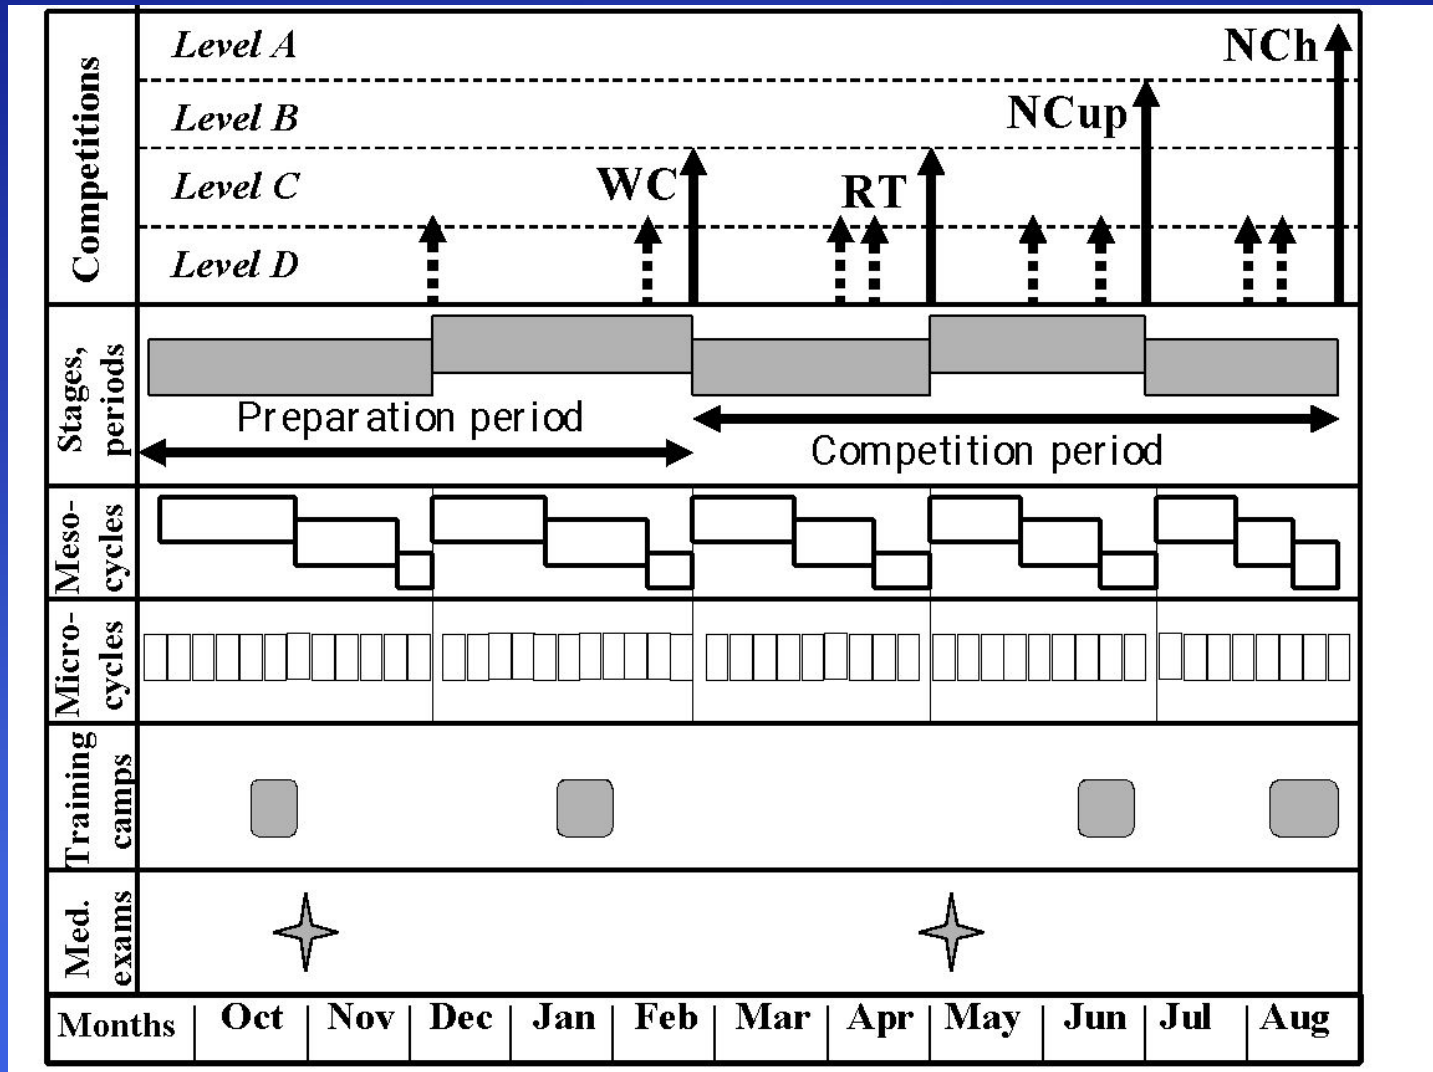 Competitions
Level A
NCh
Level B
NCup
Level C
WC
RT
Level D
Stages,
periods
Preparation period
Competition period
Meso-
cycles
Micro-
cycles
Training
camps
Med.
exams
Months Oct Nov Dec Jan Feb Mar Apr May Jun Jul Aug